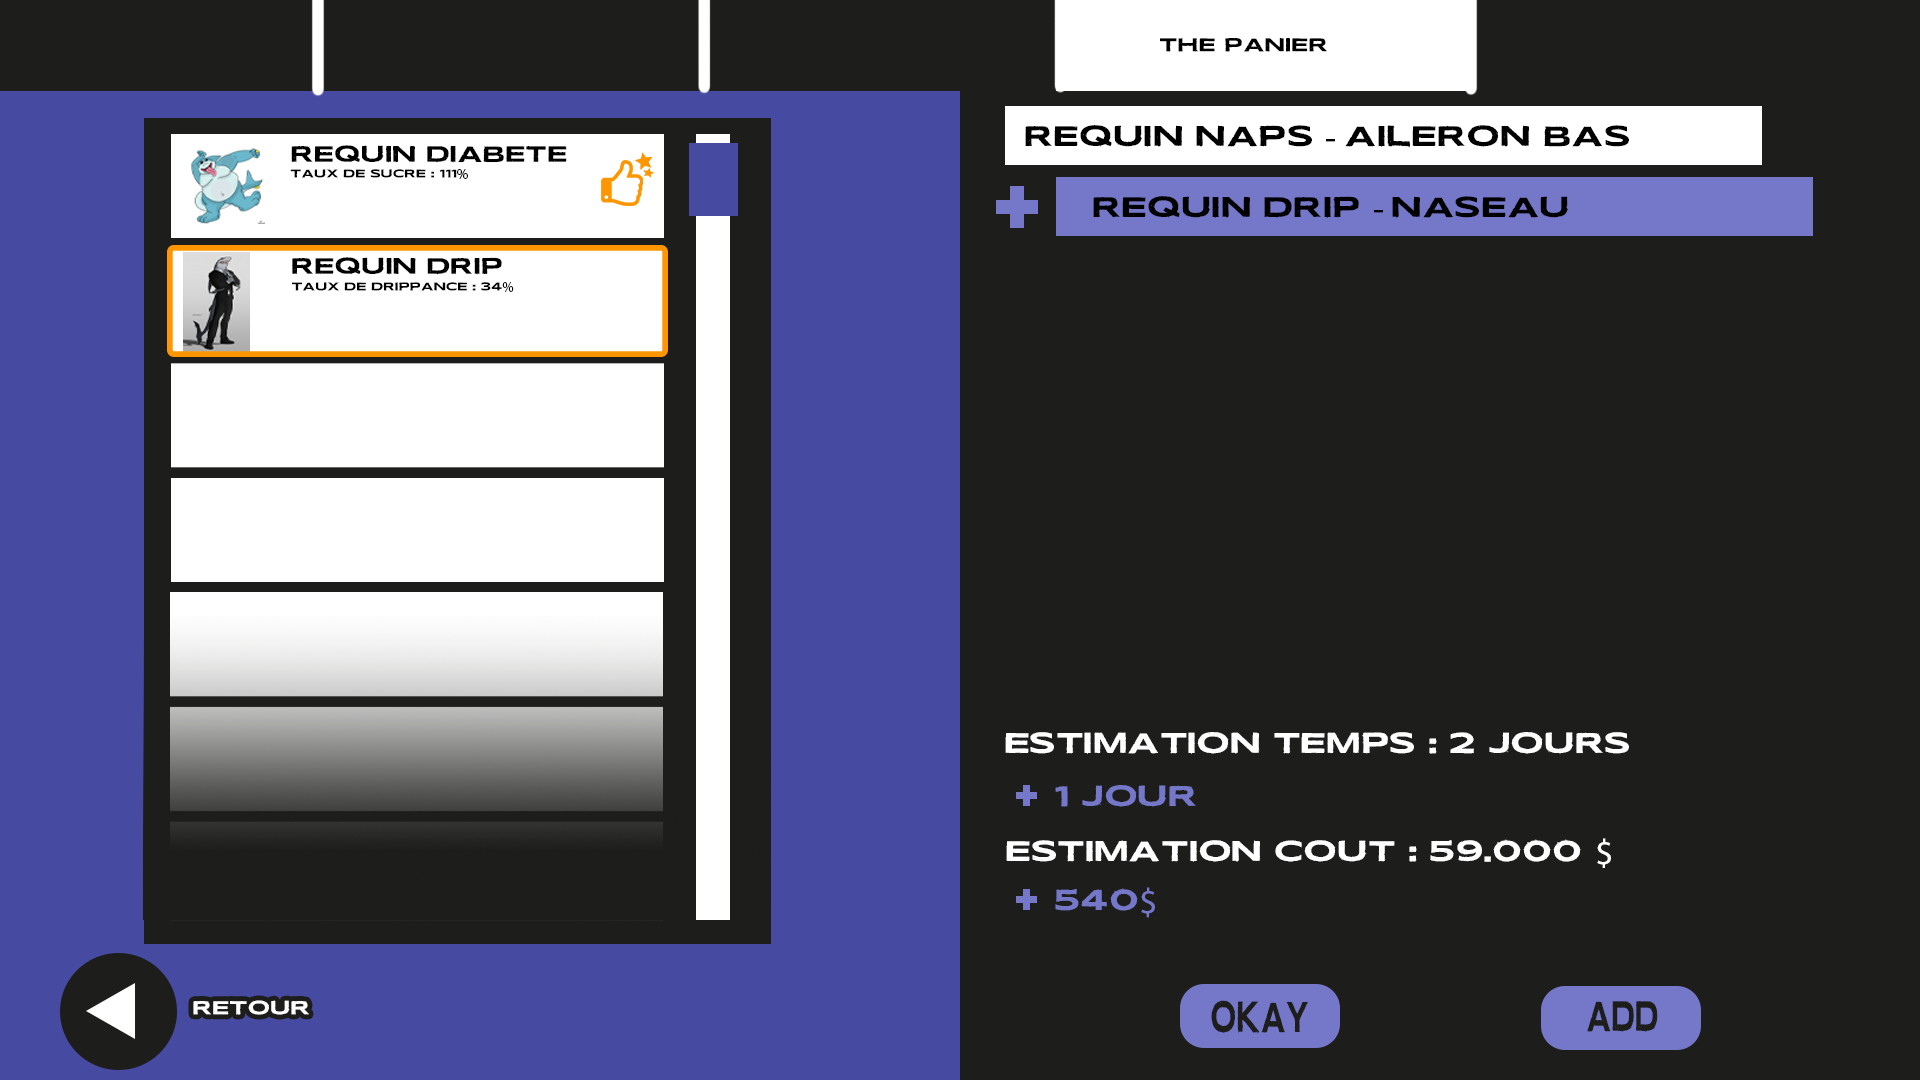 THE PANIER
REQUIN DIABETE
TAUX DE SUCRE : 111%
REQUIN DRIP
TAUX DE DRIPPANCE : 34%
REQUIN NAPS - AILERON BAS
REQUIN DRIP - NASEAU
ESTIMATION TEMPS : 2 JOURS
+ 1 JOUR
ESTIMATION COUT : 59.000 $
+ 540$
RETOUR
OKAY
ADD